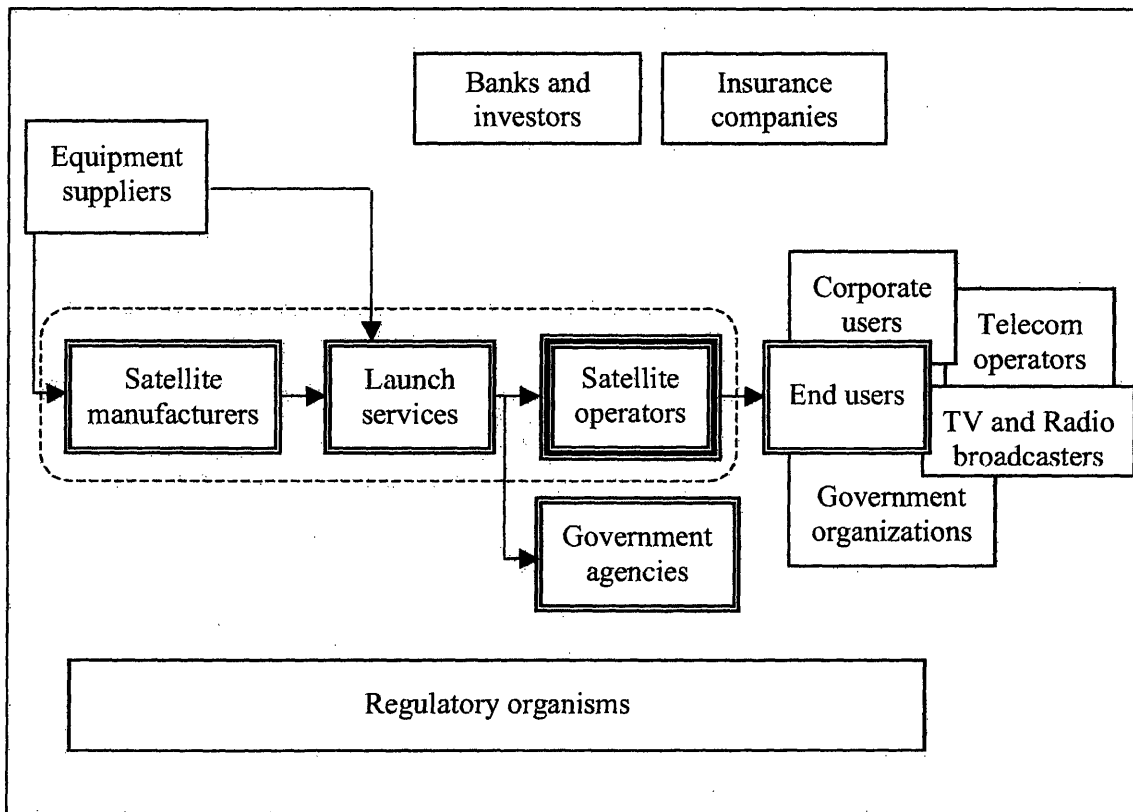 Banks and
investors
Insurance
companies
Equipment
suppliers
Corporate
users
Telecom
operators
Satellite
manufacturers
Launch
services
Satellite
operators
End users
TV and Radio
broadcasters
Government
organizations
Government
agencies
Regulatory organisms